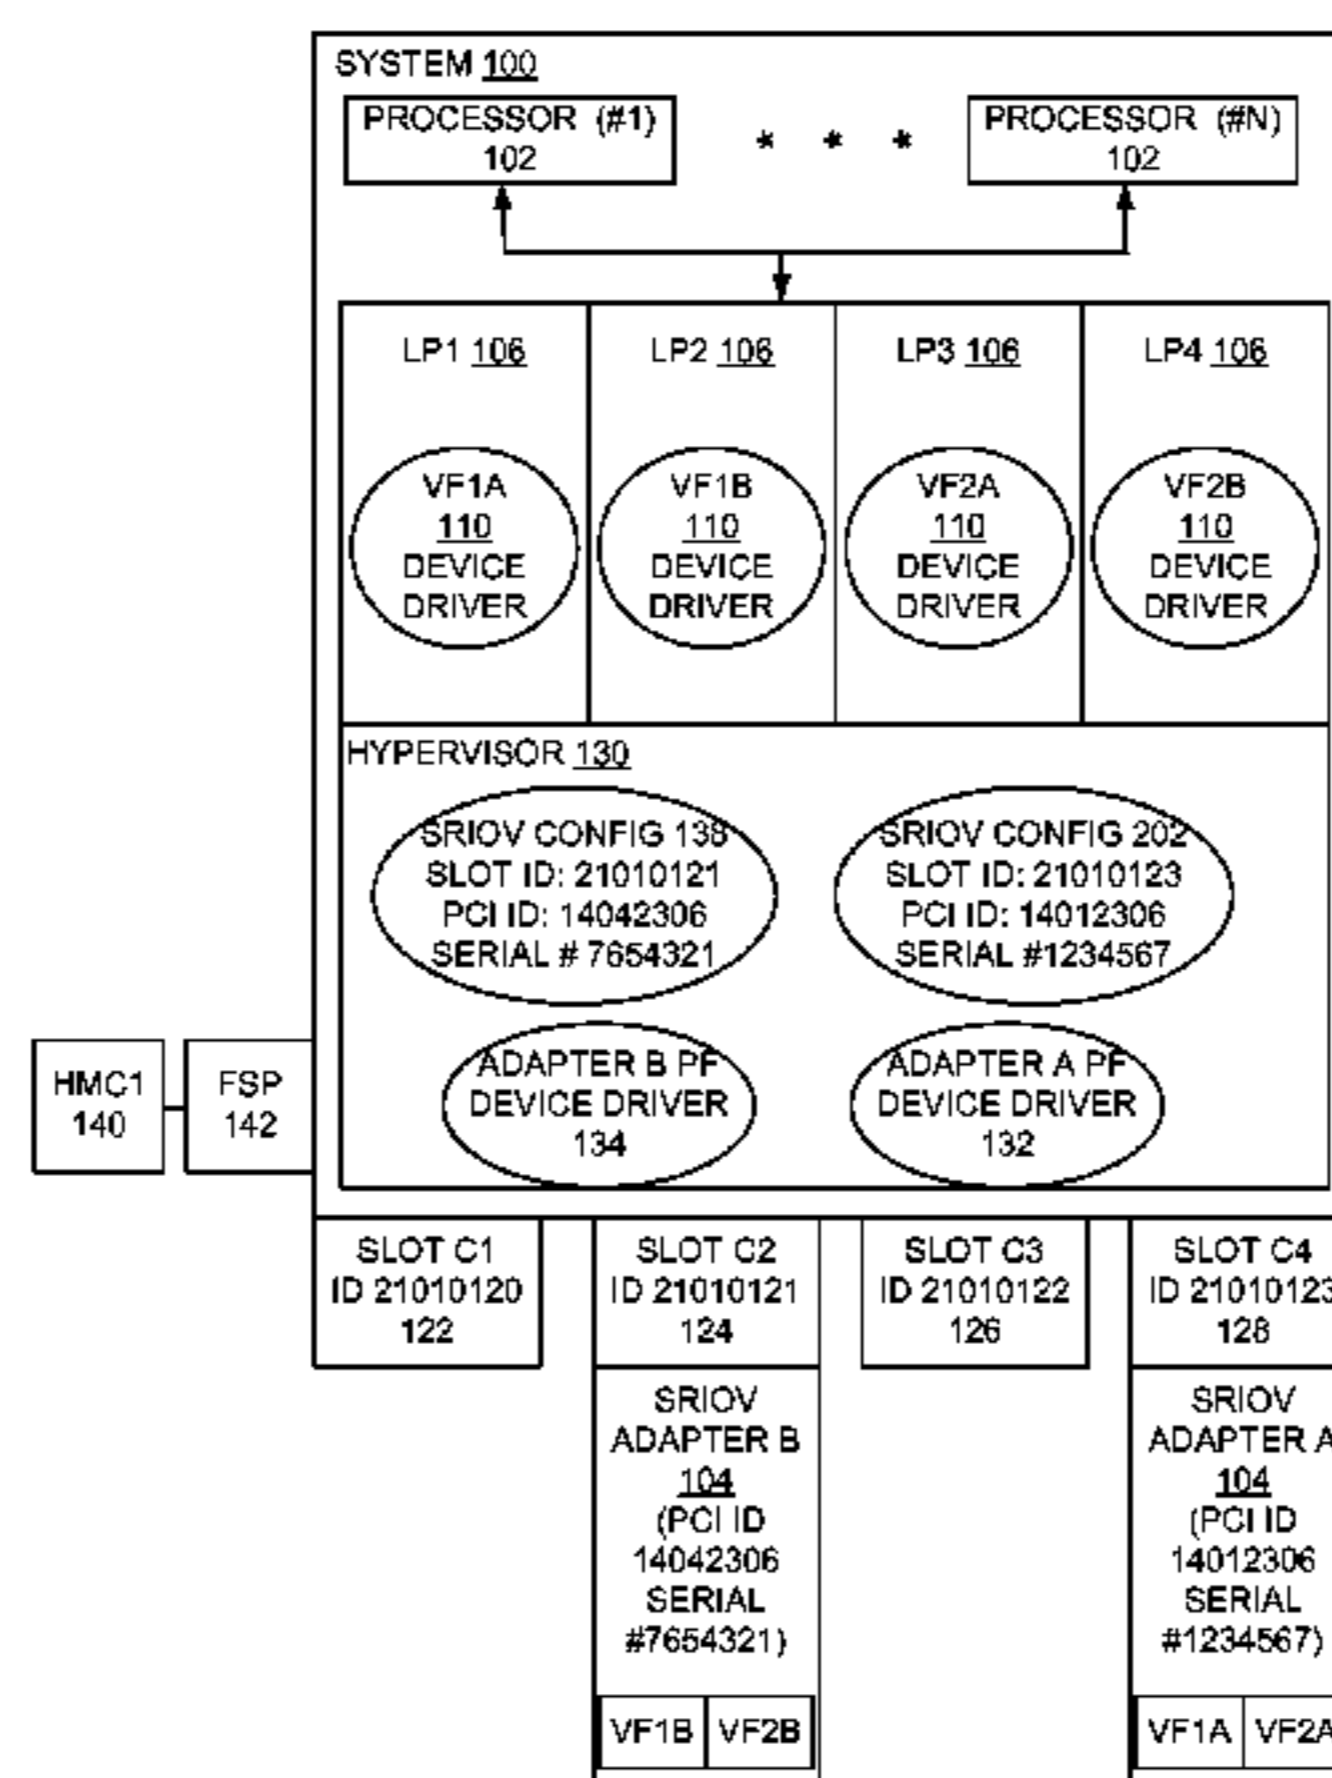 SYSTEM 100
PROCESSOR (#1)
102
* * *
PROCESSOR (#N)
102
LP1 106
LP2 106
LP3 106
LP4 106
VF1A
110
DEVICE
DRIVER
VF1B
110
DEVICE
DRIVER
VF2A
110
DEVICE
DRIVER
VF2B
110
DEVICE
DRIVER
HYPERVISOR 130
SRIOV CONFIG 138
SLOT ID: 21010121
PCI ID: 14042306
SERIAL # 7654321
SRIOV CONFIG 202
SLOT ID: 21010123
PCI ID: 14012306
SERIAL #1234567
ADAPTER B PF
DEVICE DRIVER
134
ADAPTER A PF
DEVICE DRIVER
132
HMC1
140
FSP
142
SLOT C1
ID 21010120
122
SLOT C2
ID 21010121
124
SLOT C3
ID 21010122
126
SLOT C4
ID 21010123
128
SRIOV
ADAPTER B
104
(PCI ID
14042306
SERIAL
#7654321)
SRIOV
ADAPTER A
104
(PCI ID
14012306
SERIAL
#1234567)
VF1B
VF2B
VF1A
VF2A